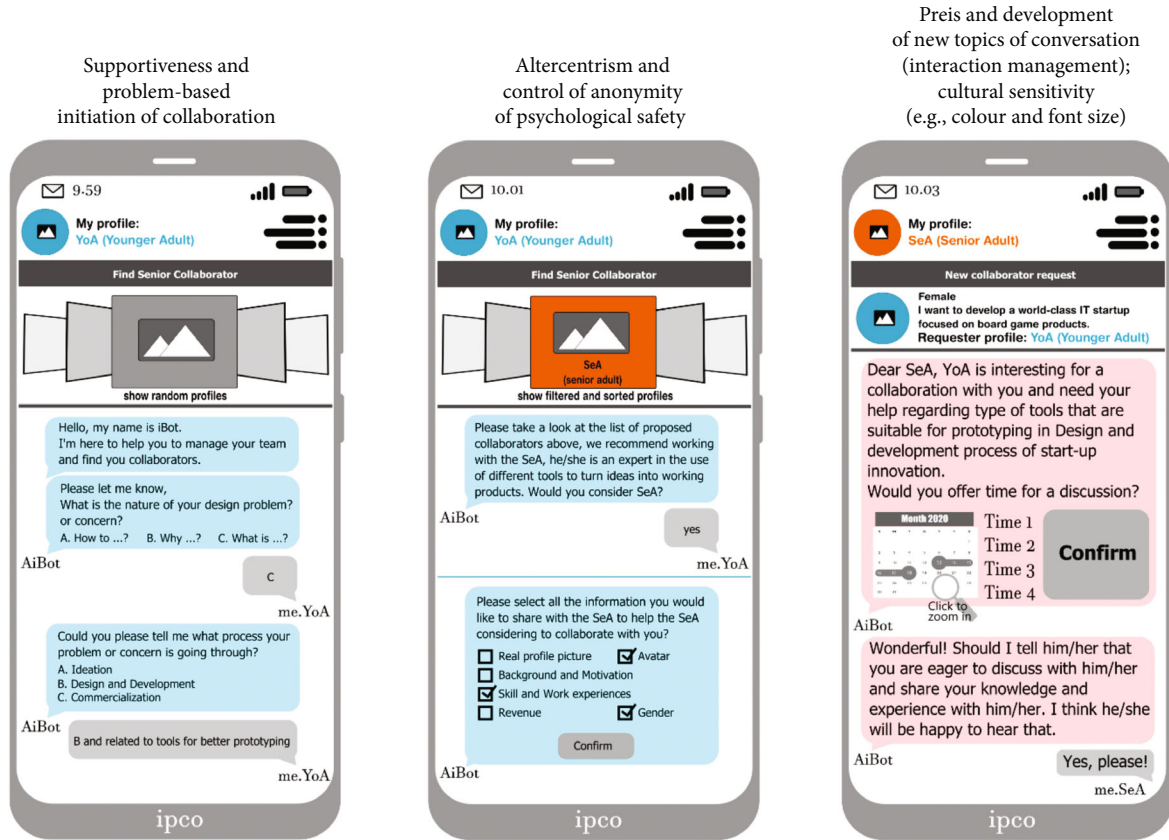 Supportiveness and
problem-based
initiation of collaboration
9.59
My profile:
YoA (Younger Adult)
Find Senior Collaborator
show random profiles
Hello, my name is iBot.
I'm here to help you to manage your team
and find you collaborators.
Please let me know,
What is the nature of your design problem?
or concern?
A. How to ...? B. Why ...? C. What is ...?
AiBot
C
me.YoA
Could you please tell me what process your
problem or concern is going through?
A. Ideation
B. Design and Development
C. Commercialization
AiBot
B and related to tools for better prototyping
me.YoA
ipco
Altercentrism and
control of anonymity
of psychological safety
10.01
My profile:
YoA (Younger Adult)
Find Senior Collaborator
SeA
(senior adult)
show filtered and sorted profiles
Please take a look at the list of proposed
collaborators above, we recommend working
with the SeA, he/she is an expert in the use
of different tools to turn ideas into working
products. Would you consider SeA?
AiBot
yes
me.YoA
Please select all the information you would
like to share with the SeA to help the SeA
considering to collaborate with you?
Real profile picture Avatar
Background and Motivation
Skill and Work experiences
Revenue Gender
Confirm
AiBot
ipco
Preis and development
of new topics of conversation
(interaction management);
cultural sensitivity
(e.g., colour and font size)
10.03
My profile:
SeA (Senior Adult)
New collaborator request
Female
I want to develop a world-class IT startup
focused on board game products.
Requester profile: YoA (Younger Adult)
Dear SeA, YoA is interesting for a
collaboration with you and need your
help regarding type of tools that are
suitable for prototyping in Design and
development process of start-up
innovation.
Would you offer time for a discussion?
Month 2020
Time 1
Time 2
Time 3
Time 4
Confirm
Click to
zoom in
AiBot
Wonderful! Should I tell him/her that
you are eager to discuss with him/her
and share your knowledge and
experience with him/her. I think he/she
will be happy to hear that.
AiBot
Yes, please!
me.SeA
ipco